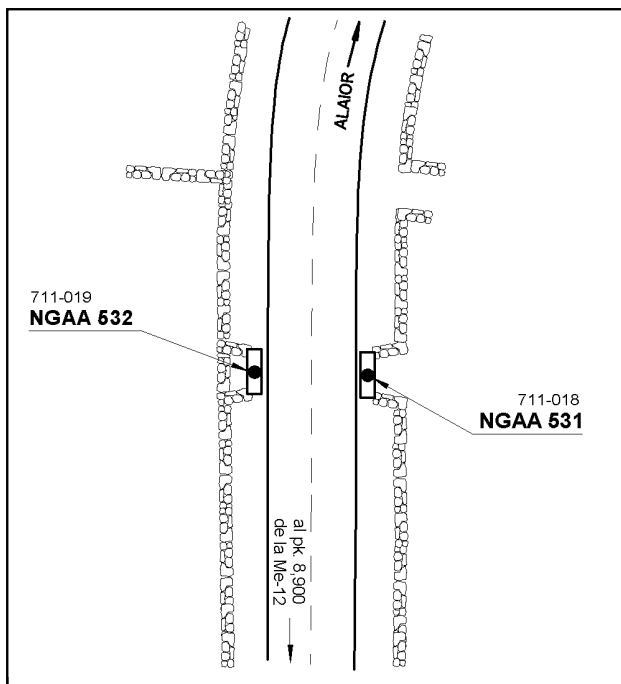 ALAIOR
711-019
NGAA 532
711-018
NGAA 531
al pk. 8,900
de la Me-12